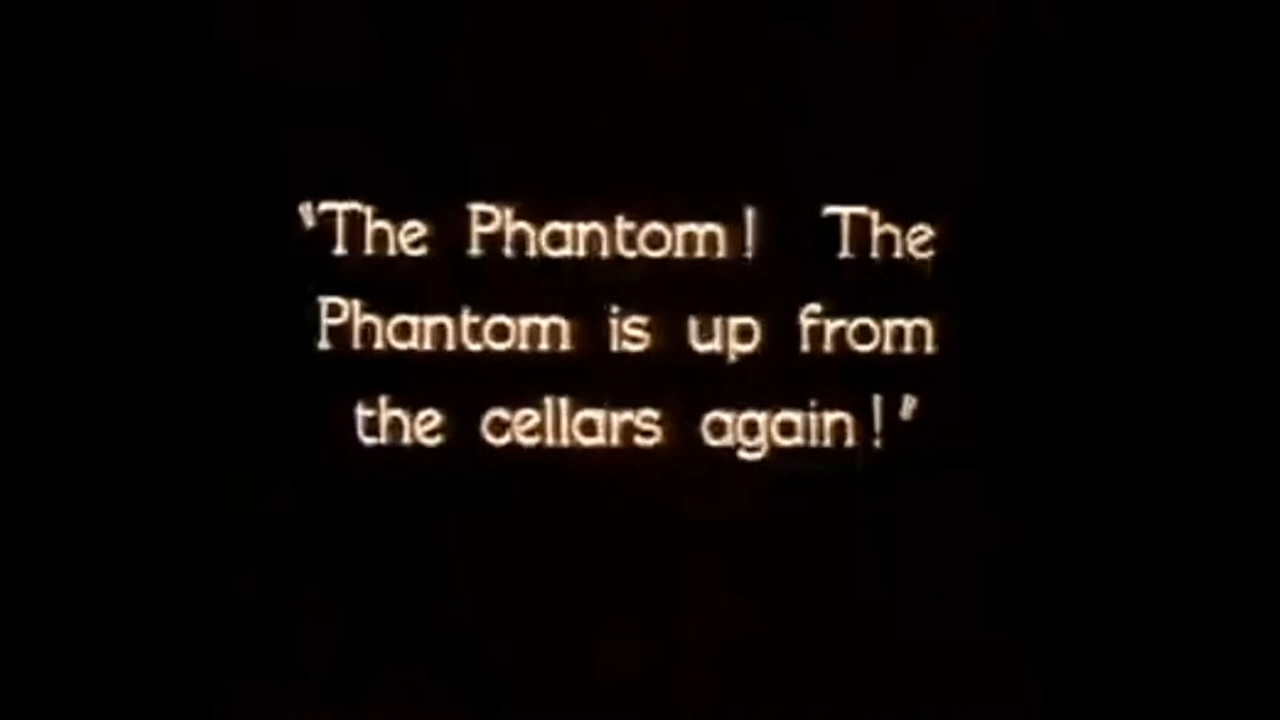 "The Phantom! The
Phantom is up from
the cellars again!"